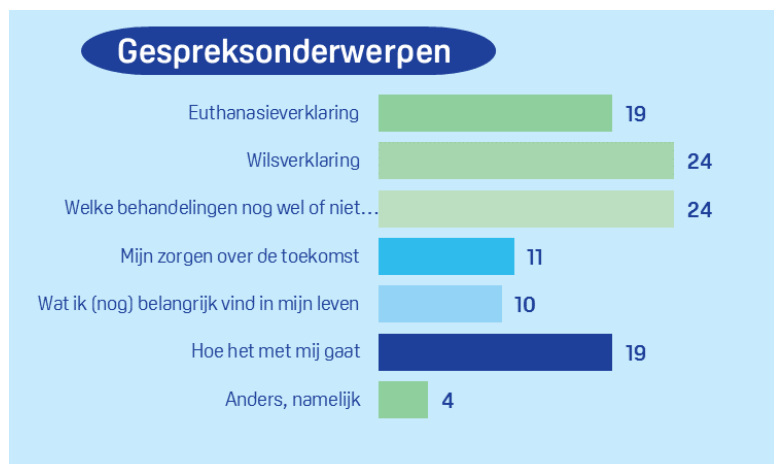 Gespreksonderwerpen
Euthanasieverklaring 19
Wilsverklaring 24
Welke behandelingen nog wel of niet... 24
Mijn zorgen over de toekomst 11
Wat ik (nog) belangrijk vind in mijn leven 10
Hoe het met mij gaat 19
Anders, namelijk 4